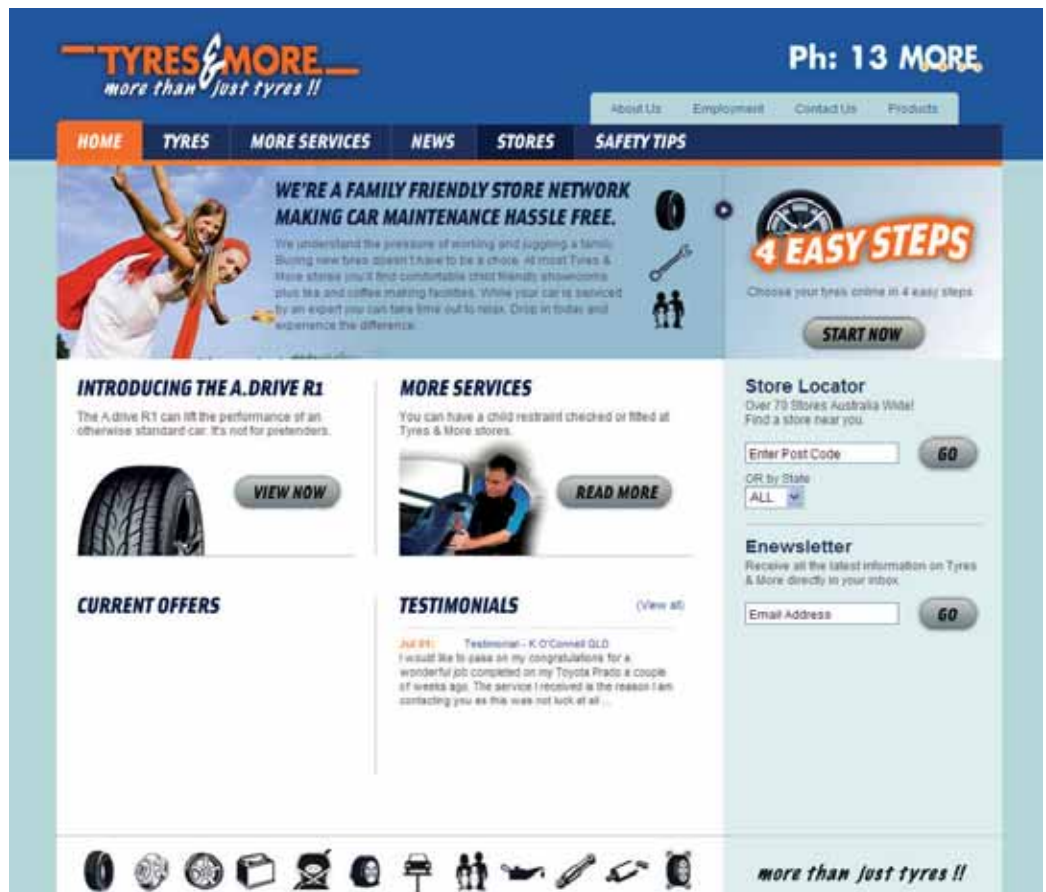 TYRES & MORE
more than just tyres !!
Ph: 13 MORE
About Us Employment Contact Us Products
HOME TYRES MORE SERVICES NEWS STORES SAFETY TIPS
WE'RE A FAMILY FRIENDLY STORE NETWORK
MAKING CAR MAINTENANCE HASSLE FREE.
We understand the pressure of working and juggling a family.
Buying new tyres doesn't have to be a chore. At most Tyres &
More stores you'll find comfortable child friendly showrooms
plus tea and coffee making facilities. While your car is serviced
by an expert you can take time out to relax. Drop in today and
experience the difference.
4 EASY STEPS
Choose your tyres online in 4 easy steps
START NOW
INTRODUCING THE A.DRIVE R1
The A.drive R1 can lift the performance of an
otherwise standard car. It's not for pretenders.
VIEW NOW
MORE SERVICES
You can have a child restraint checked or fitted at
Tyres & More stores.
READ MORE
Store Locator
Over 70 Stores Australia Wide!
Find a store near you.
Enter Post Code
GO
OR by State
ALL
Enewsletter
Receive all the latest information on Tyres
& More directly in your inbox
Email Address
GO
CURRENT OFFERS
TESTIMONIALS (View all)
Jul 01: Testimonial - K O'Connell QLD
I would like to pass on my congratulations for a
wonderful job completed on my Toyota Prado a couple
of weeks ago. The service I received is the reason I am
contacting you as this was not luck at all ...
more than just tyres !!